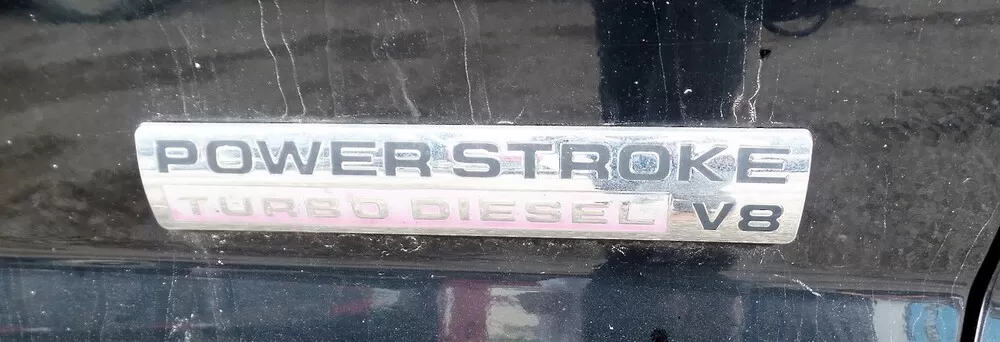 POWER STROKE
TURBO DIESEL V8